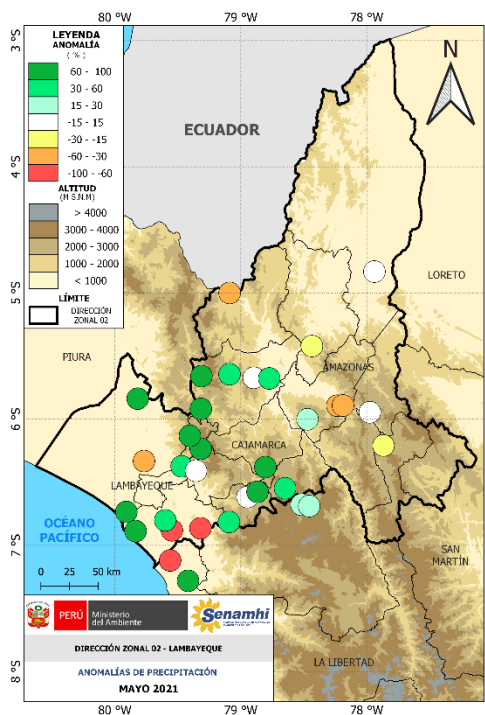 80 °O 79 °O 78 °O
LEYENDA
ANOMALÍA
( % )
60 - 100
30 - 60
15 - 30
-15 - 15
-30 - -15
-60 - -30
-100 - -60
ALTITUD
(M S.N.M)
> 4000
3000 - 4000
2000 - 3000
1000 - 2000
< 1000
LÍMITE
DIRECCIÓN
ZONAL 02
N
3°S
4°S
5°S
6°S
7°S
8°S
ECUADOR
LORETO
PIURA
AMAZONAS
CAJAMARCA
LAMBAYEQUE
OCÉANO
PACÍFICO
SAN
MARTÍN
LA LIBERTAD
0 25 50 km
PERÚ
Ministerio
del Ambiente
Senamhi
DIRECCIÓN ZONAL 02 - LAMBAYEQUE
ANOMALÍAS DE PRECIPITACIÓN
MAYO 2021
80 °O 79 °O 78 °O